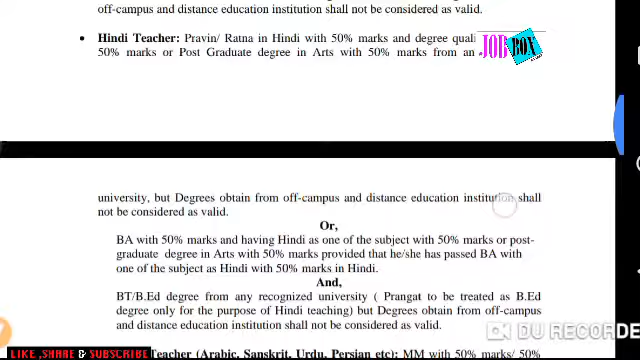 off-campus and distance education institution shall not be considered as valid.
• Hindi Teacher: Pravin/ Ratna in Hindi with 50% marks and degree quali
50% marks or Post Graduate degree in Arts with 50% marks from an
JOB BOX
university, but Degrees obtain from off-campus and distance education institution shall
not be considered as valid.
Or,
BA with 50% marks and having Hindi as one of the subject with 50% marks or post-
graduate degree in Arts with 50% marks provided that he/she has passed BA with
one of the subject as Hindi with 50% marks in Hindi.
And,
BT/B.Ed degree from any recognized university ( Prangat to be treated as B.Ed
degree only for the purpose of Hindi teaching) but Degrees obtain from off-campus
and distance education institution shall not be considered as valid.
DU RECORDE
LIKE ,SHARE & SUBSCRIBE
Teacher (Arabic, Sanskrit, Urdu, Persian etc): MM with 50% marks/ 50%